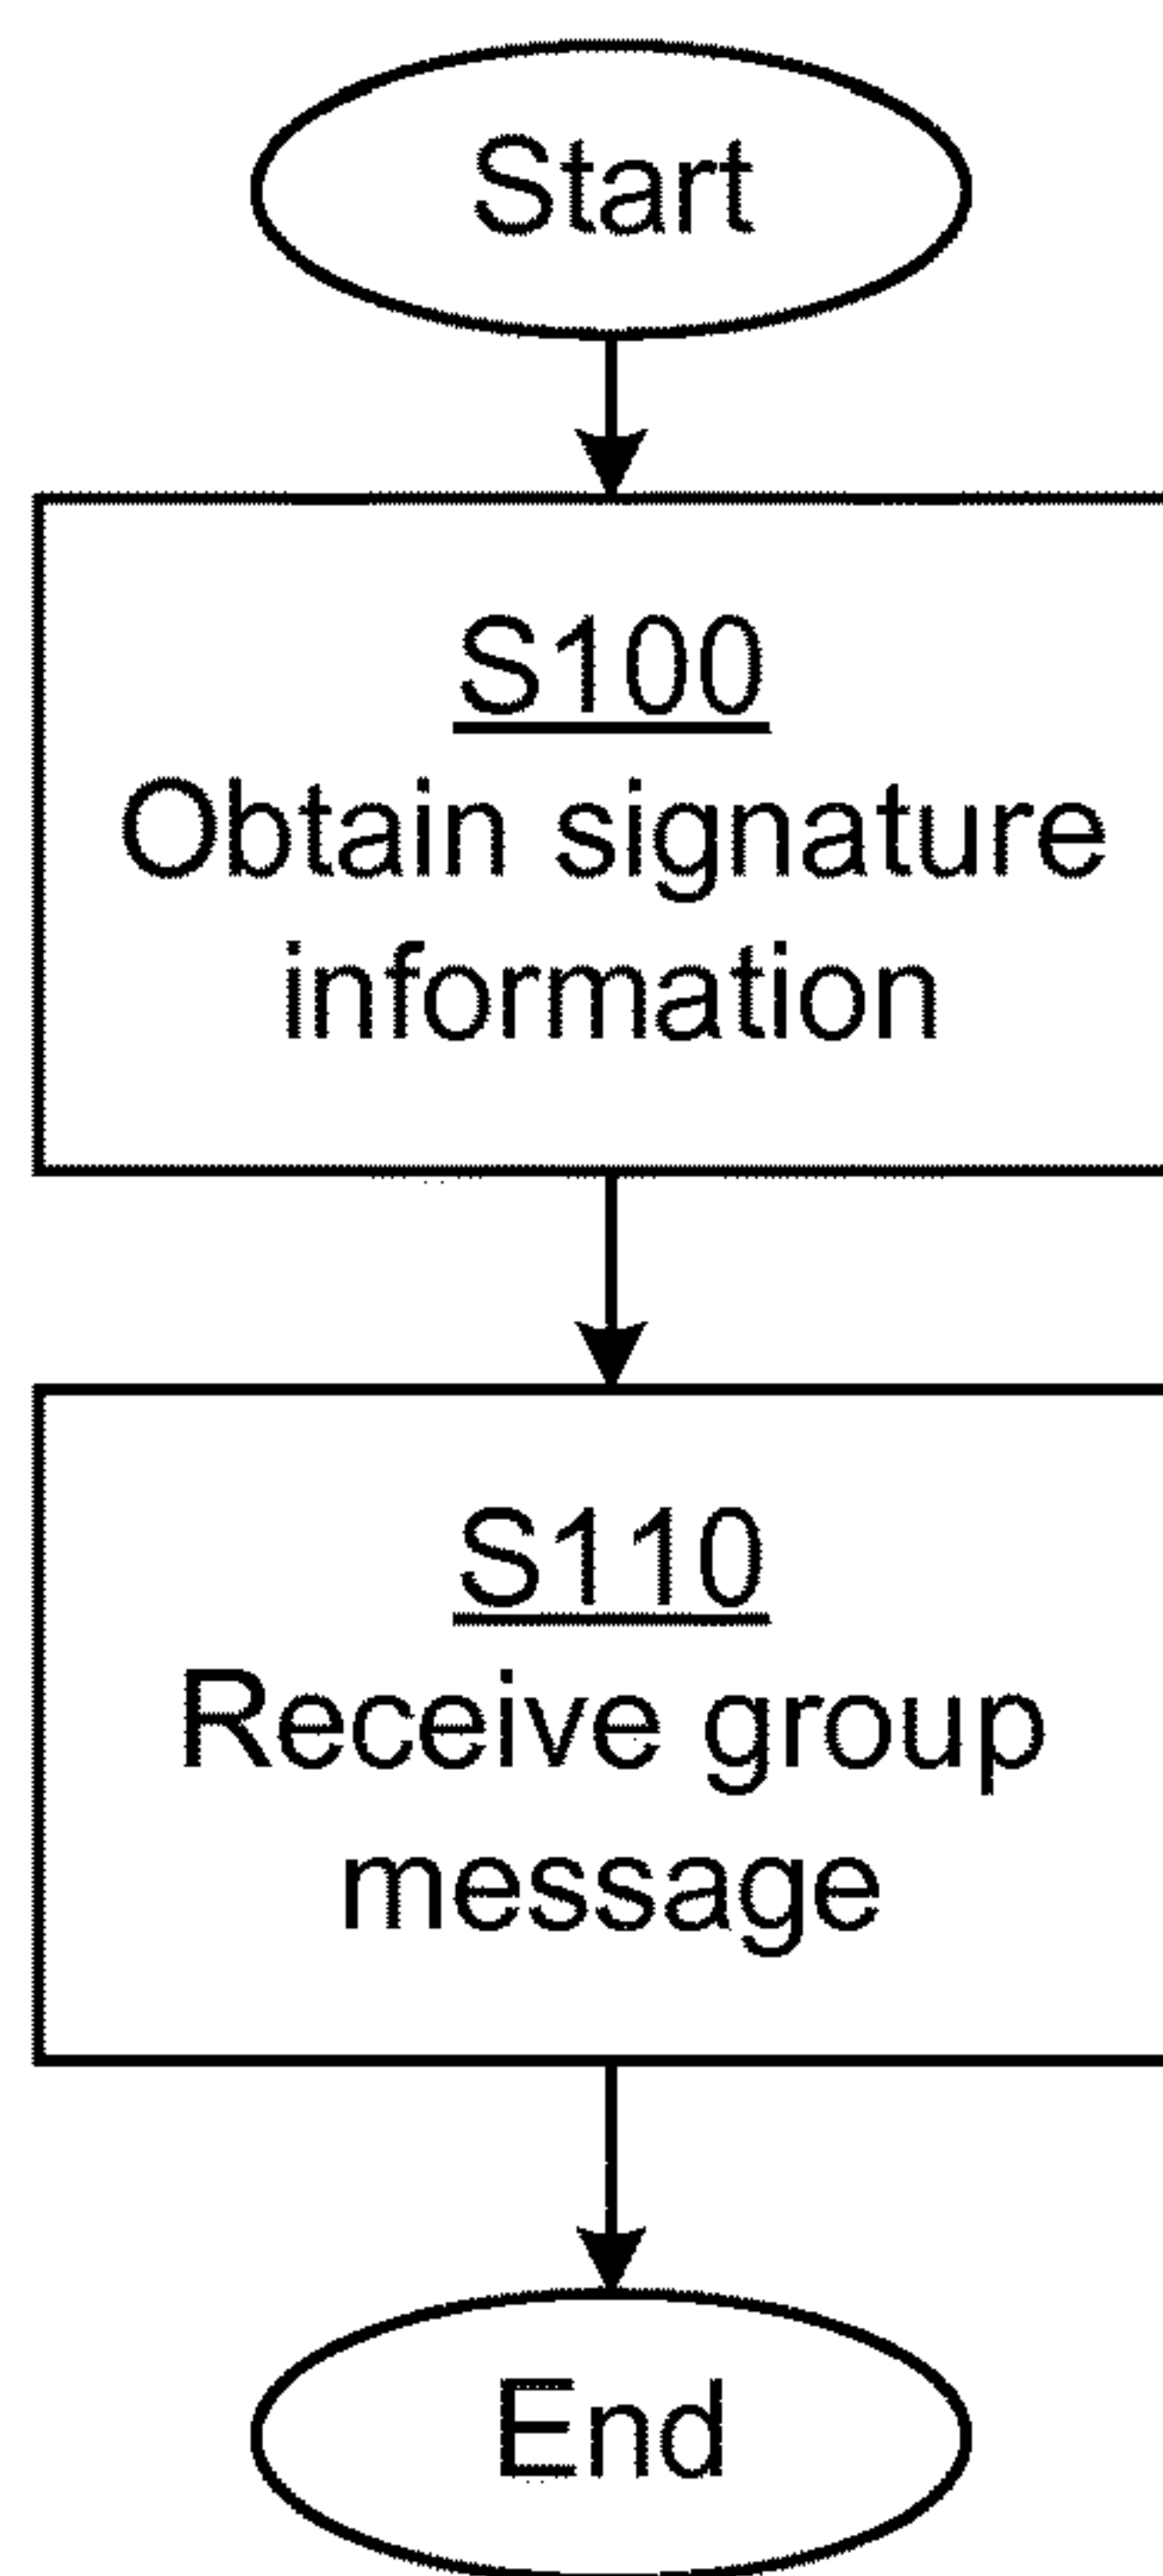 Start
S100
Obtain signature
information
S110
Receive group
message
End